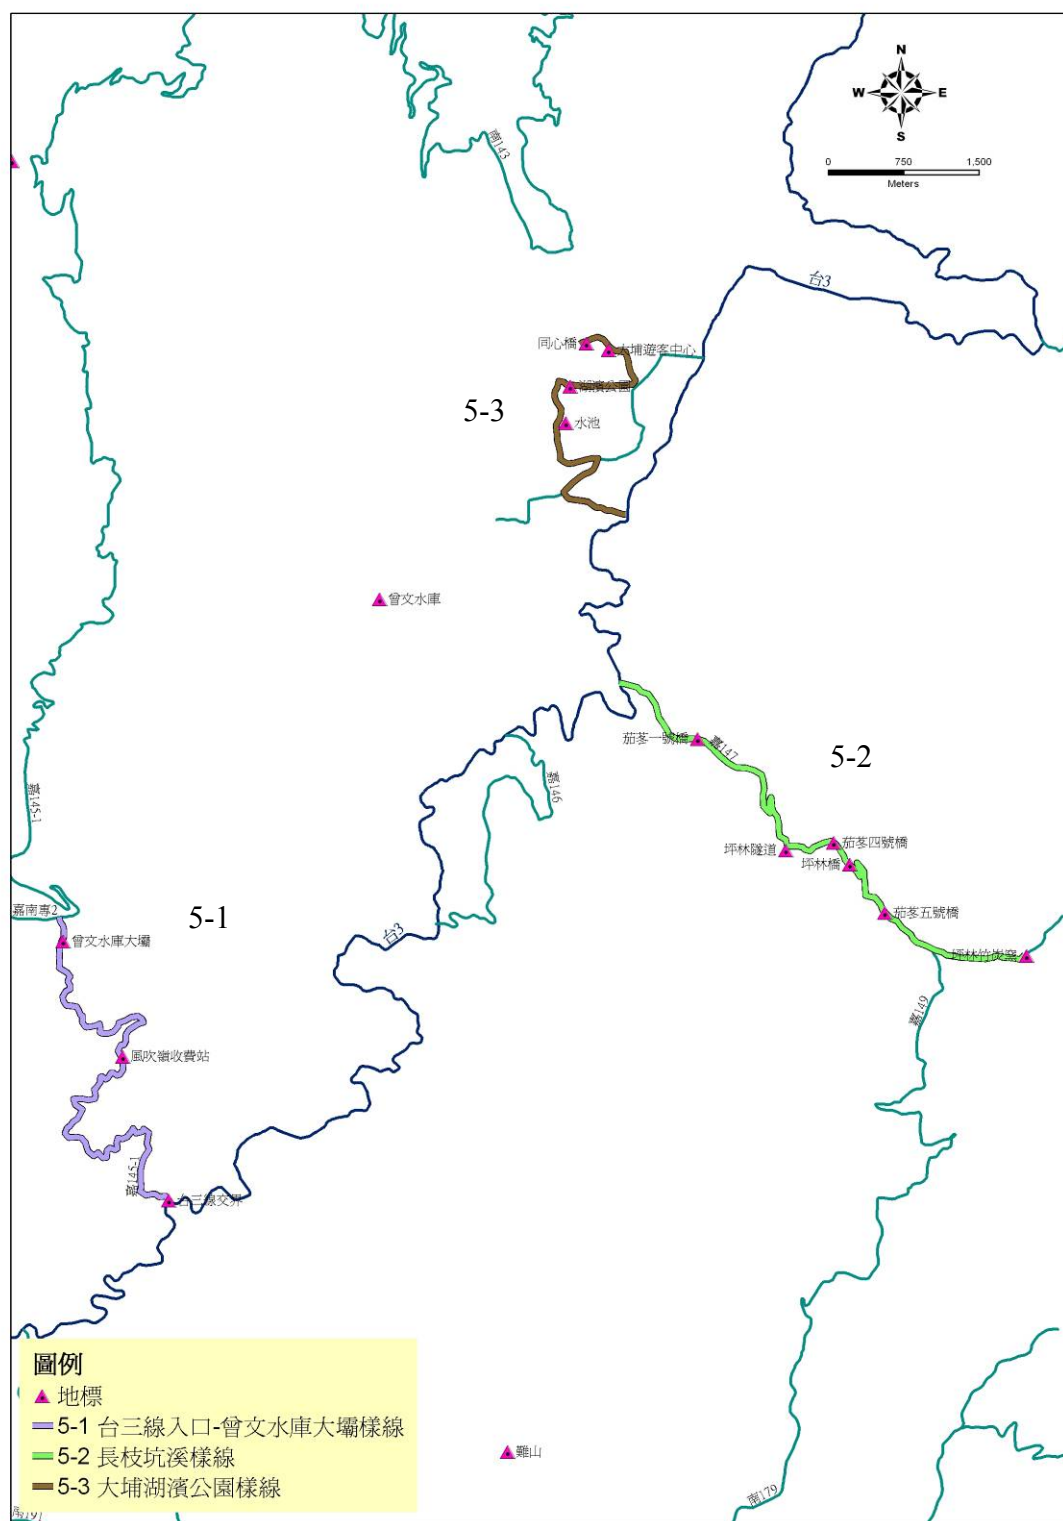 N
W E
S
0 750 1,500
Meters
南143
台3
同心橋
大埔遊客中心
湖濱公園
5-3
水池
曾文水庫
茄苳一號橋
嘉147
5-2
嘉146
嘉145-1
坪林隧道
茄苳四號橋
坪林橋
嘉南專2
5-1
茄苳五號橋
曾文水庫大壩
台3
坪林竹炭窯
嘉149
風吹嶺收費站
嘉145-1
台三線交界
圖例
地標
5-1 台三線入口-曾文水庫大壩樣線
5-2 長枝坑溪樣線
5-3 大埔湖濱公園樣線
難山
南179